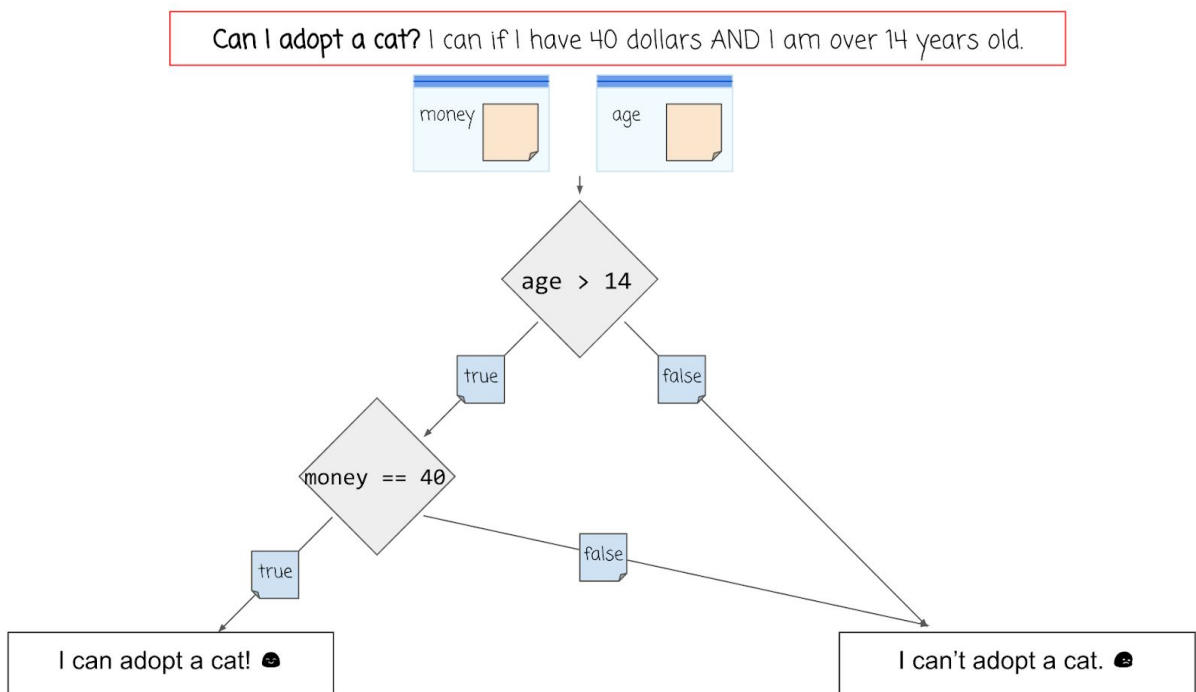 Can I adopt a cat? I can if I have 40 dollars AND I am over 14 years old.
money
age
age > 14
true
false
money == 40
true
false
I can adopt a cat!
I can't adopt a cat.